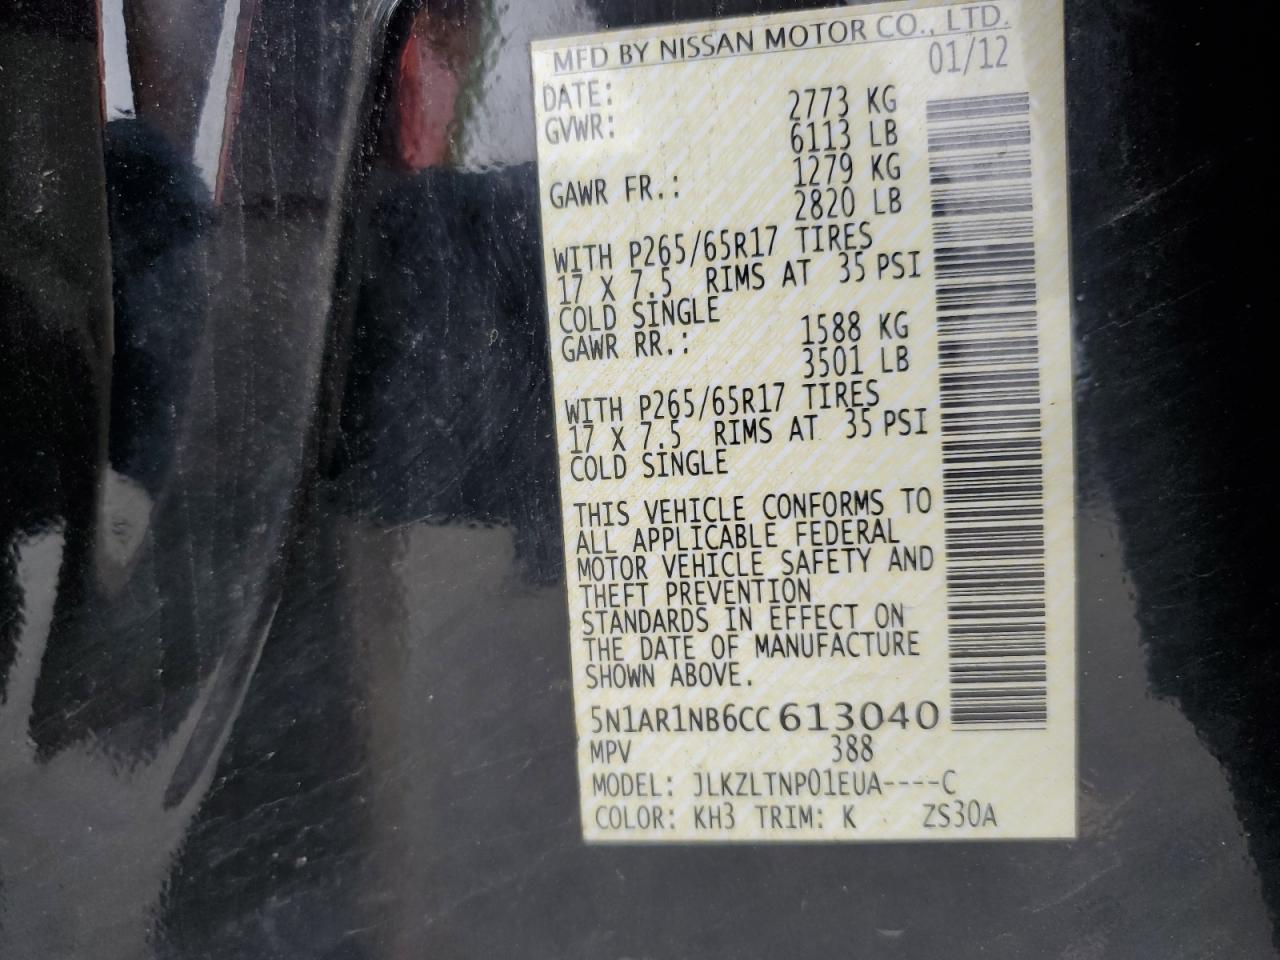 MFD BY NISSAN MOTOR CO., LTD.
DATE: 01/12
GVWR: 2773 KG
6113 LB
GAWR FR.: 1279 KG
2820 LB
WITH P265/65R17 TIRES
17 X 7.5 RIMS AT 35 PSI
COLD SINGLE
GAWR RR.: 1588 KG
3501 LB
WITH P265/65R17 TIRES
17 X 7.5 RIMS AT 35 PSI
COLD SINGLE
THIS VEHICLE CONFORMS TO
ALL APPLICABLE FEDERAL
MOTOR VEHICLE SAFETY AND
THEFT PREVENTION
STANDARDS IN EFFECT ON
THE DATE OF MANUFACTURE
SHOWN ABOVE.
5N1AR1NB6CC613040
MPV 388
MODEL: JLKZLTNP01EUA----C
COLOR: KH3 TRIM: K ZS30A